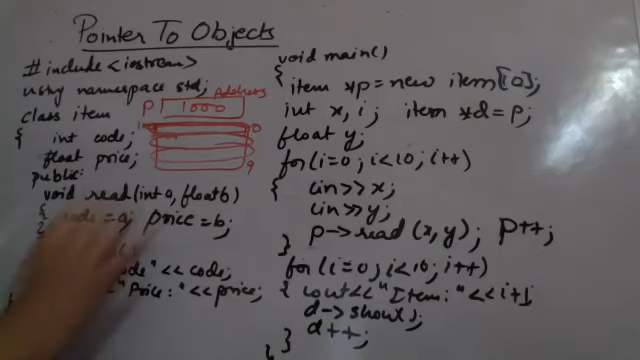 Pointer To Objects
#include <iostream>
using namespace std;
class item
{ int code;
float price;
public:
void read(int a, float b)
{ code = a; price = b;
}
code" << code;
"Price:" << price;
Address
P 1000
0
9
void main()
{ item *p = new item[10];
int x, i; item *d = p;
float y;
for(i=0; i<10; i++)
{ cin>>x;
cin>>y;
p->read(x,y); p++;
}
for(i=0; i<10; i++)
{ cout<<"Item:"<<i+1
d->show();
d++;
}
}